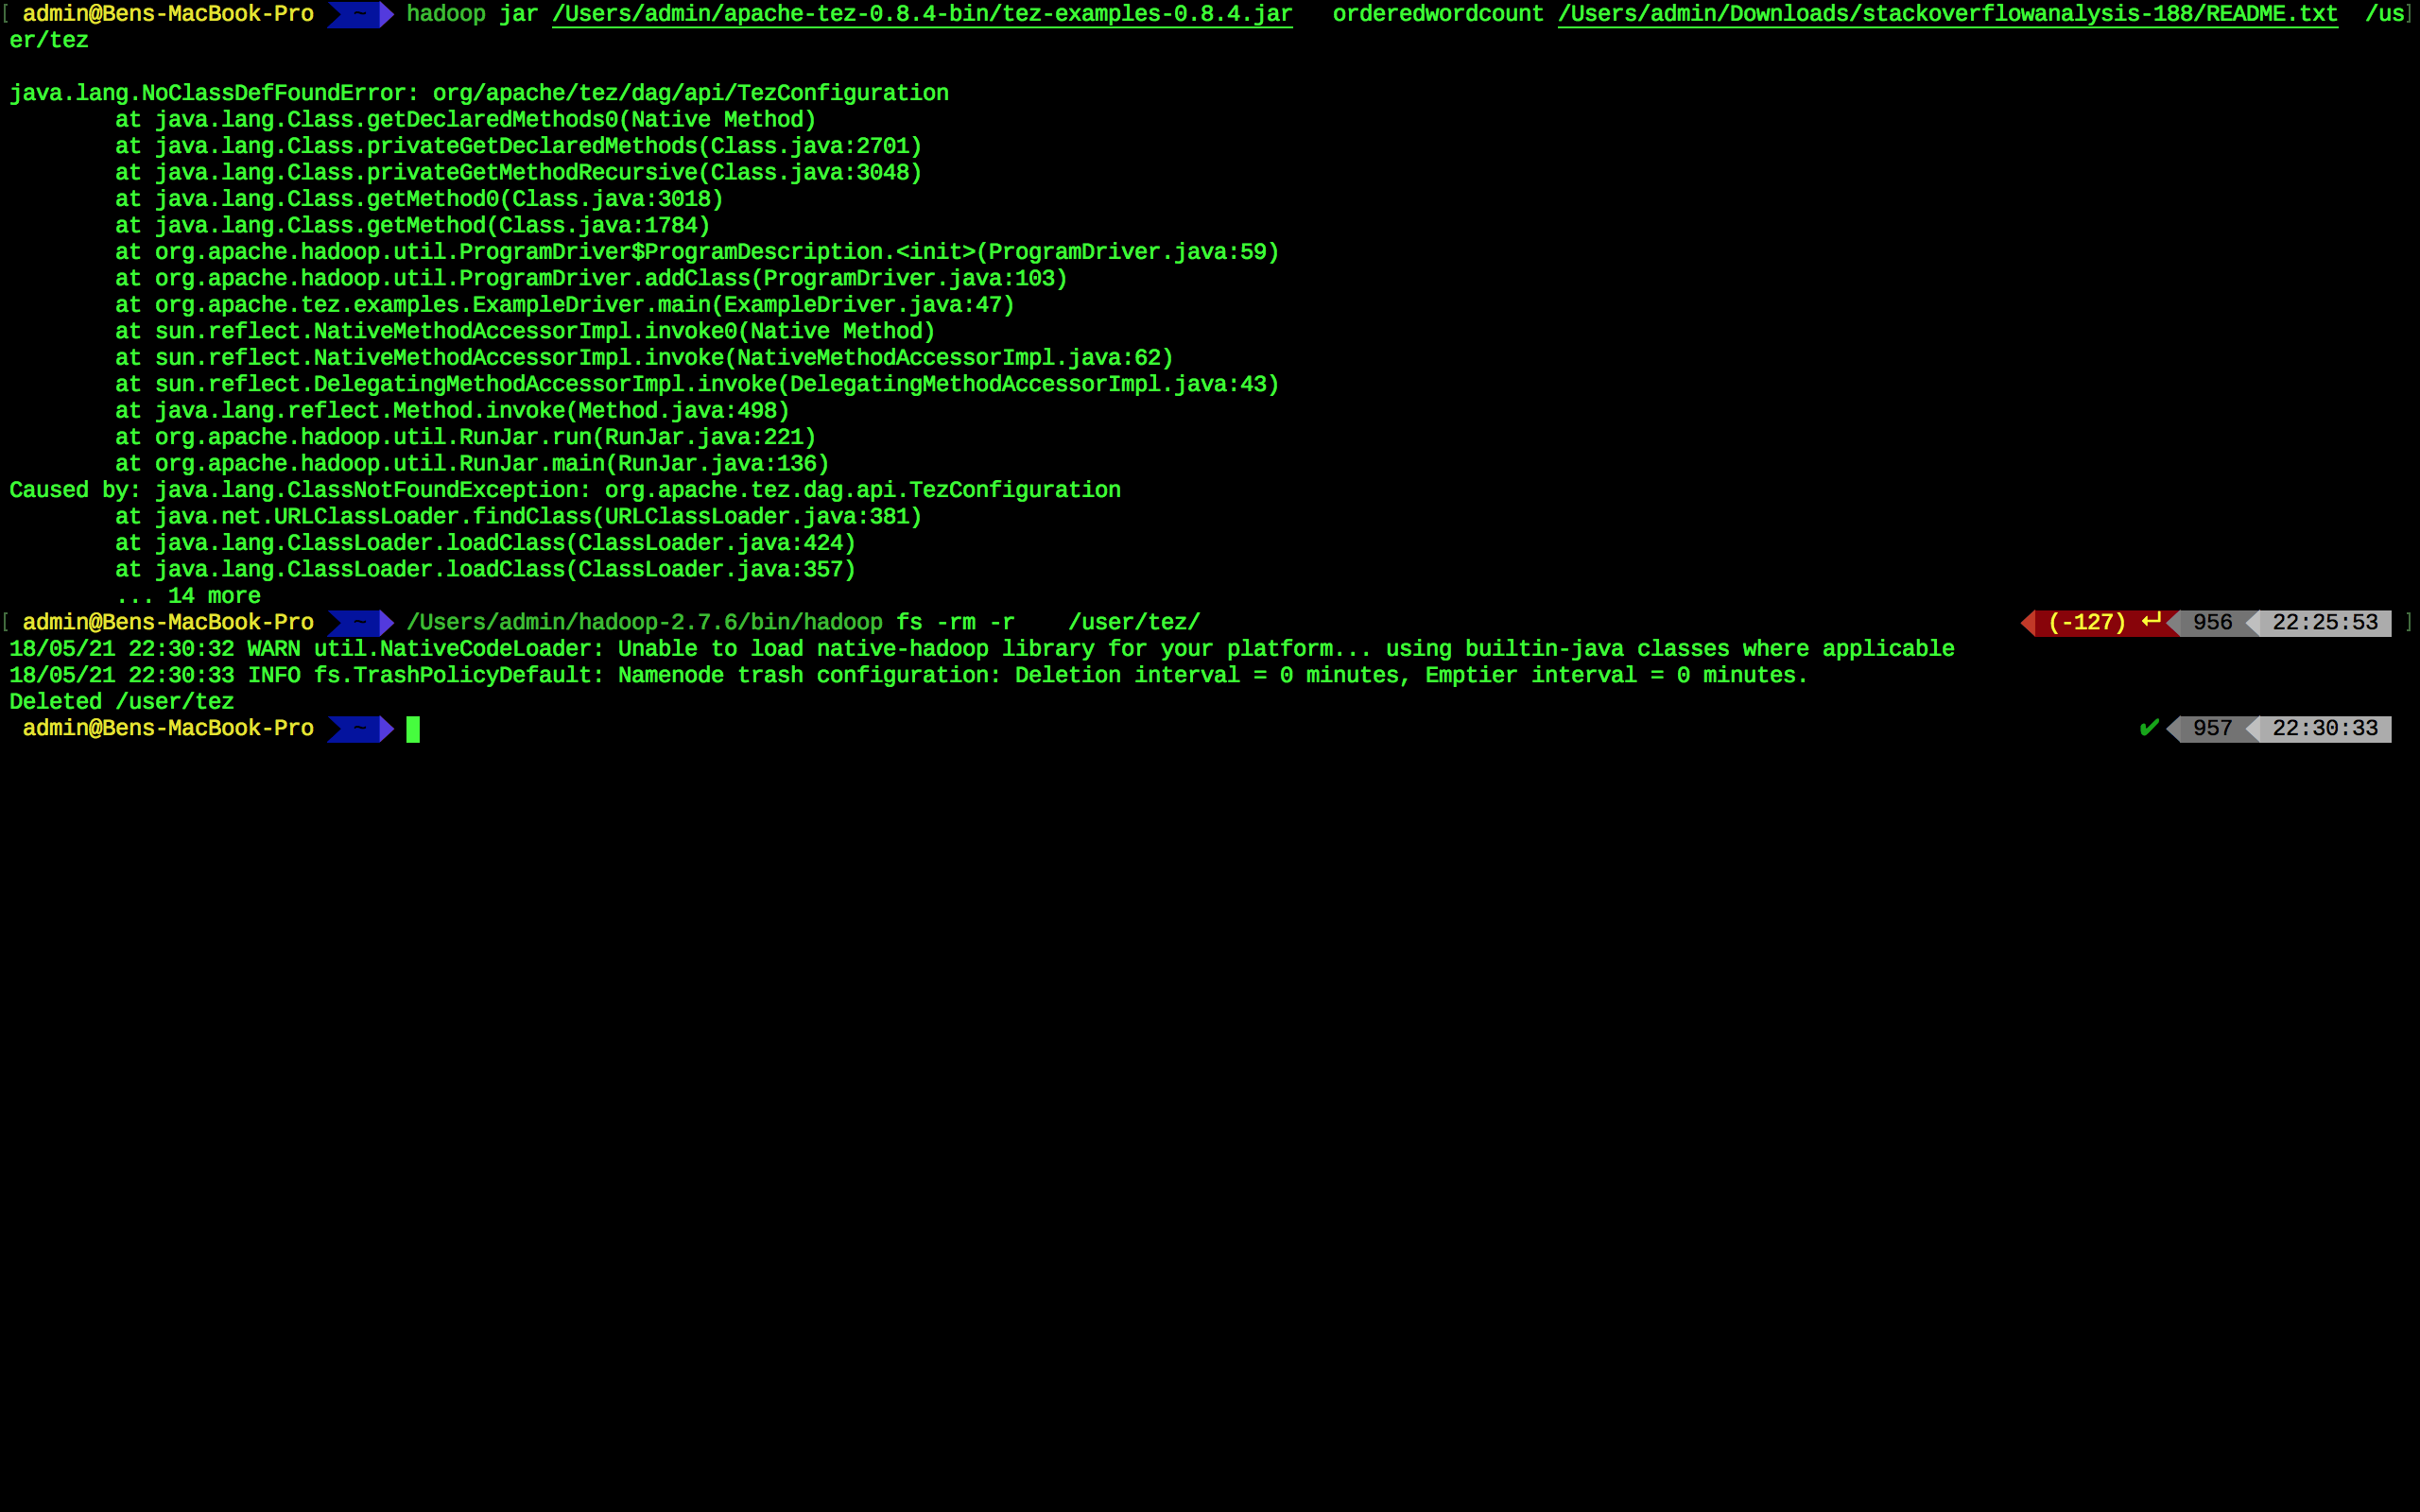 [ admin@Bens-MacBook-Pro  ~  hadoop jar /Users/admin/apache-tez-0.8.4-bin/tez-examples-0.8.4.jar   orderedwordcount /Users/admin/Downloads/stackoverflowanalysis-188/README.txt  /us]
er/tez
java.lang.NoClassDefFoundError: org/apache/tez/dag/api/TezConfiguration
        at java.lang.Class.getDeclaredMethods0(Native Method)
        at java.lang.Class.privateGetDeclaredMethods(Class.java:2701)
        at java.lang.Class.privateGetMethodRecursive(Class.java:3048)
        at java.lang.Class.getMethod0(Class.java:3018)
        at java.lang.Class.getMethod(Class.java:1784)
        at org.apache.hadoop.util.ProgramDriver$ProgramDescription.<init>(ProgramDriver.java:59)
        at org.apache.hadoop.util.ProgramDriver.addClass(ProgramDriver.java:103)
        at org.apache.tez.examples.ExampleDriver.main(ExampleDriver.java:47)
        at sun.reflect.NativeMethodAccessorImpl.invoke0(Native Method)
        at sun.reflect.NativeMethodAccessorImpl.invoke(NativeMethodAccessorImpl.java:62)
        at sun.reflect.DelegatingMethodAccessorImpl.invoke(DelegatingMethodAccessorImpl.java:43)
        at java.lang.reflect.Method.invoke(Method.java:498)
        at org.apache.hadoop.util.RunJar.run(RunJar.java:221)
        at org.apache.hadoop.util.RunJar.main(RunJar.java:136)
Caused by: java.lang.ClassNotFoundException: org.apache.tez.dag.api.TezConfiguration
        at java.net.URLClassLoader.findClass(URLClassLoader.java:381)
        at java.lang.ClassLoader.loadClass(ClassLoader.java:424)
        at java.lang.ClassLoader.loadClass(ClassLoader.java:357)
        ... 14 more
[ admin@Bens-MacBook-Pro  ~  /Users/admin/hadoop-2.7.6/bin/hadoop fs -rm -r    /user/tez/  (-127) ↵  956  22:25:53 ]
18/05/21 22:30:32 WARN util.NativeCodeLoader: Unable to load native-hadoop library for your platform... using builtin-java classes where applicable
18/05/21 22:30:33 INFO fs.TrashPolicyDefault: Namenode trash configuration: Deletion interval = 0 minutes, Emptier interval = 0 minutes.
Deleted /user/tez
admin@Bens-MacBook-Pro  ~  ✔  957  22:30:33